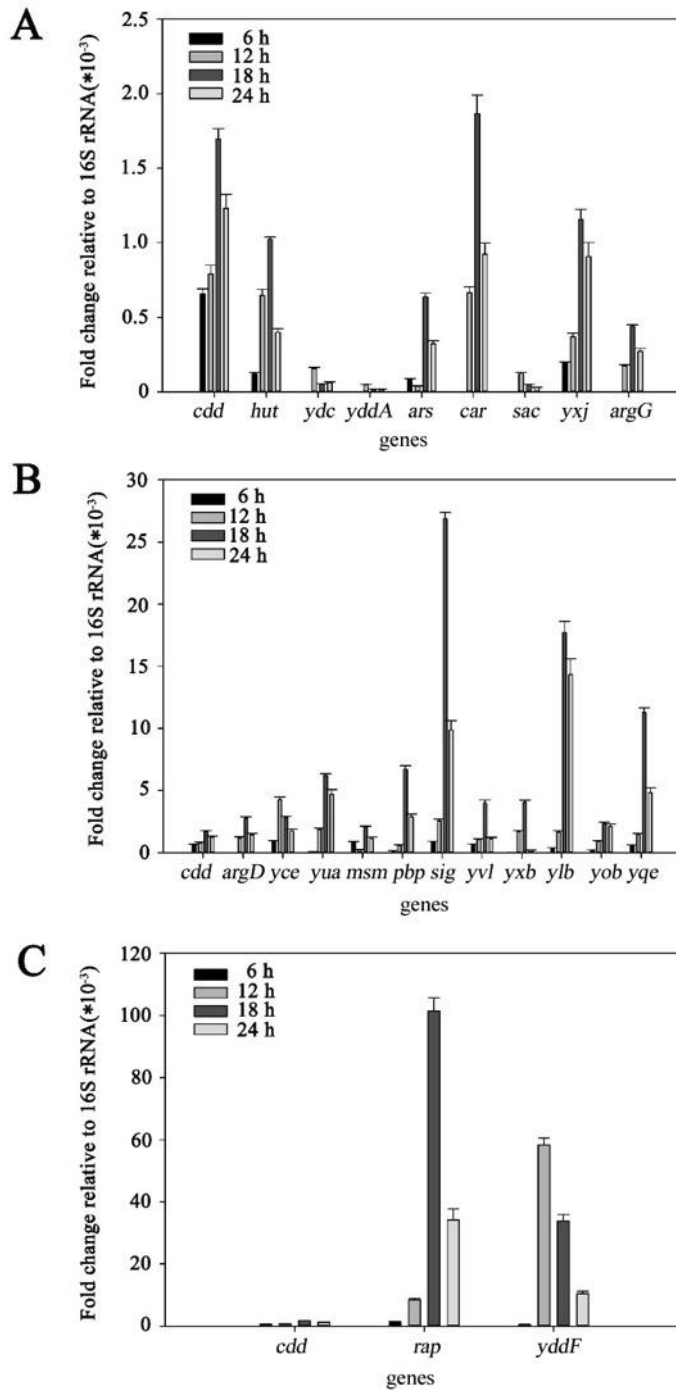 A
Fold change relative to 16S rRNA(*10⁻³)
2.5
2.0
1.5
1.0
0.5
0
6 h
12 h
18 h
24 h
cdd hut ydc yddA ars car sac yxj argG
genes
B
Fold change relative to 16S rRNA(*10⁻³)
30
25
20
15
10
5
0
6 h
12 h
18 h
24 h
cdd argD yce yua msm pbp sig yvl yxb ylb yob yqe
genes
C
Fold change relative to 16S rRNA(*10⁻³)
120
100
80
60
40
20
0
6 h
12 h
18 h
24 h
cdd rap yddF
genes